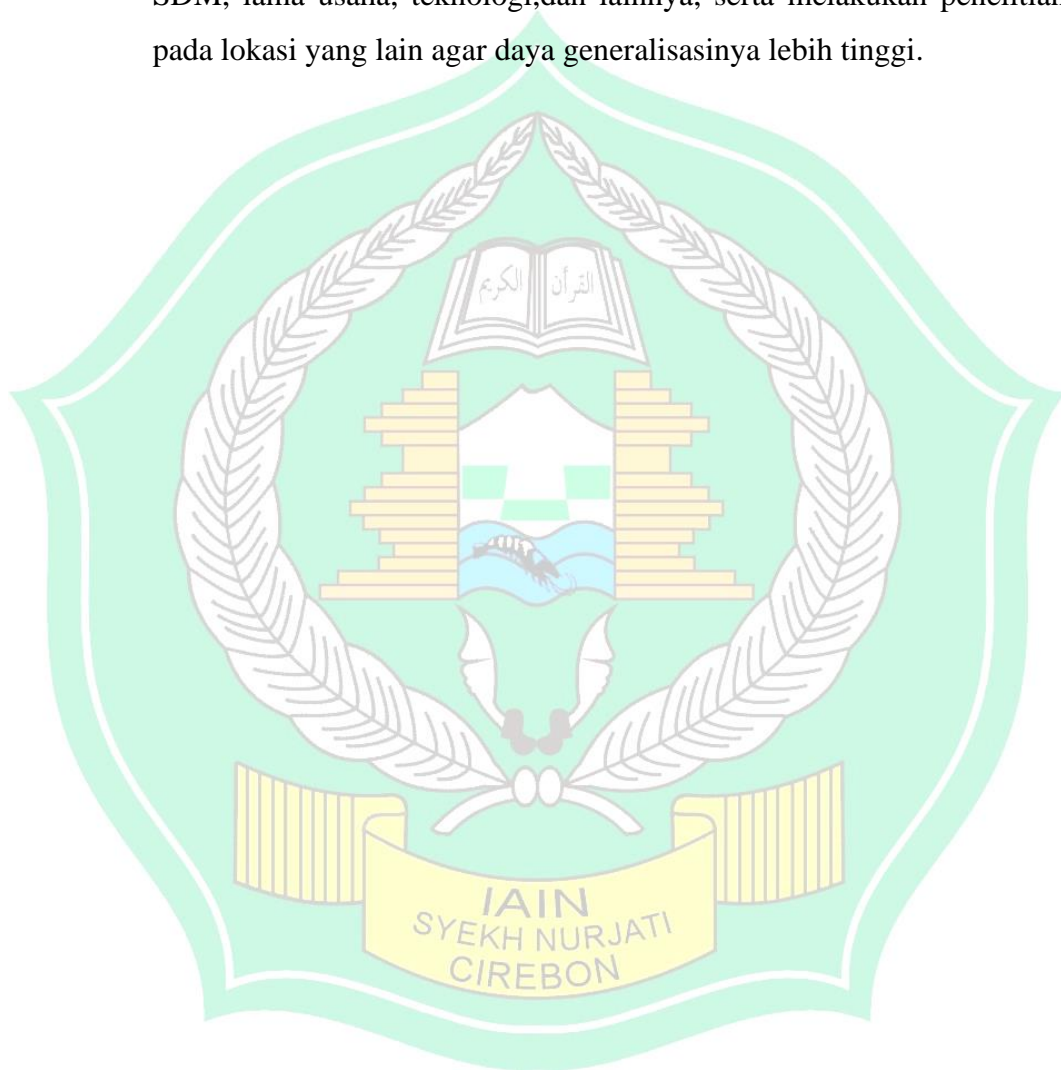 SDM, lama usaha, teknologi,dan lainnya, serta melakukan penelitian
pada lokasi yang lain agar daya generalisasinya lebih tinggi.
القرأن الكريم
IAIN
SYEKH NURJATI
CIREBON